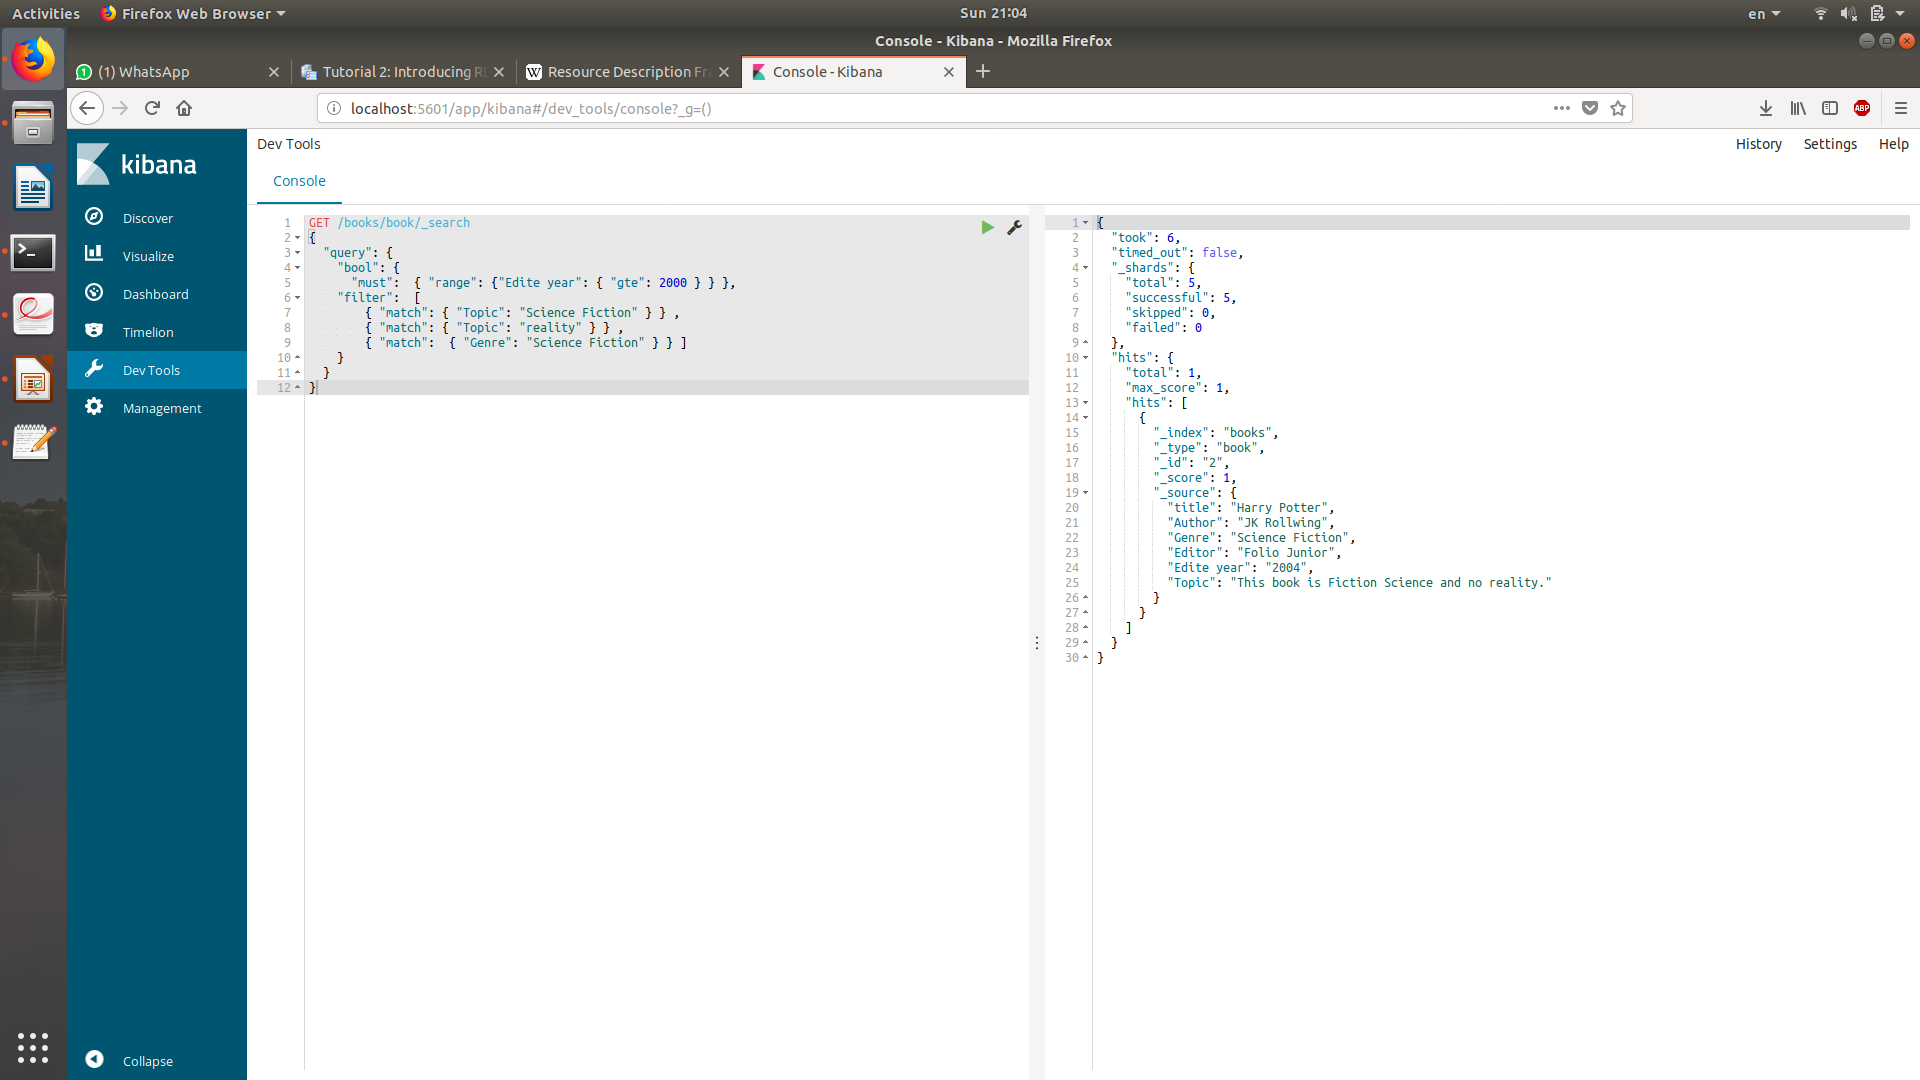 Activities Firefox Web Browser Sun 21:04 en
Console - Kibana - Mozilla Firefox
(1) WhatsApp Tutorial 2: Introducing Resource Description Console - Kibana
localhost:5601/app/kibana#/dev_tools/console?_g=() ABP
kibana
Discover
Visualize
Dashboard
Timelion
Dev Tools
Management
Collapse
Dev Tools History Settings Help
Console
1 GET /books/book/_search
2 {
3 "query": {
4 "bool": {
5 "must":  { "range": {"Edite year": { "gte": 2000 } } },
6 "filter":  [
7 { "match": { "Topic": "Science Fiction" } } ,
8 { "match": { "Topic": "reality" } } ,
9 { "match":  { "Genre": "Science Fiction" } } ]
10 }
11 }
12 }
1 {
2 "took": 6,
3 "timed_out": false,
4 "_shards": {
5 "total": 5,
6 "successful": 5,
7 "skipped": 0,
8 "failed": 0
9 },
10 "hits": {
11 "total": 1,
12 "max_score": 1,
13 "hits": [
14 {
15 "_index": "books",
16 "_type": "book",
17 "_id": "2",
18 "_score": 1,
19 "_source": {
20 "title": "Harry Potter",
21 "Author": "JK Rollwing",
22 "Genre": "Science Fiction",
23 "Editor": "Folio Junior",
24 "Edite year": "2004",
25 "Topic": "This book is Fiction Science and no reality."
26 }
27 }
28 ]
29 }
30 }